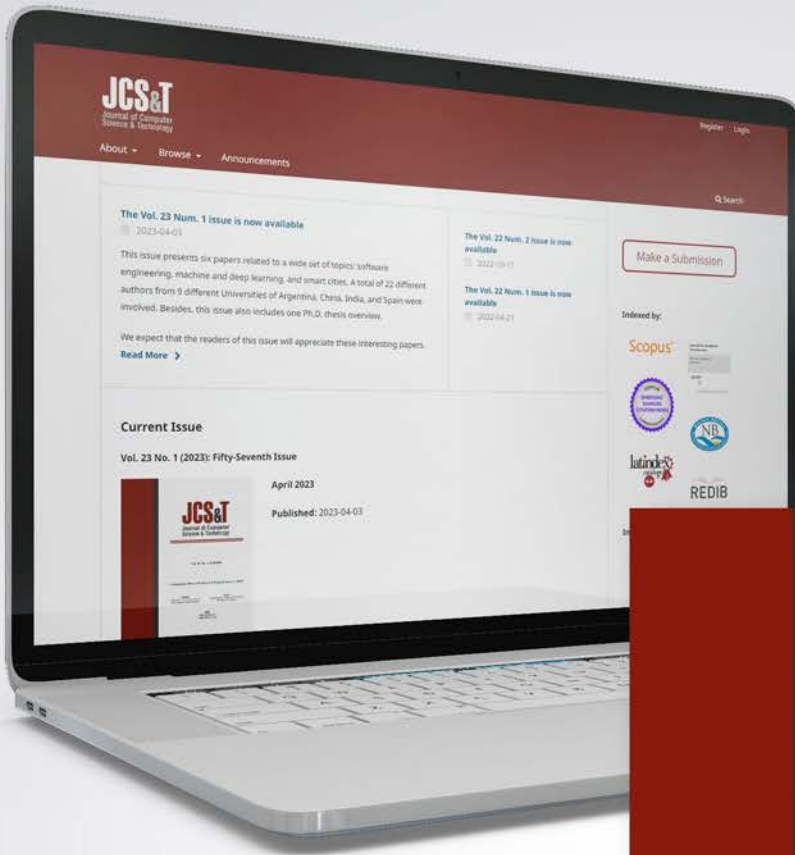 JCS&T
Journal of Computer
Science & Technology
Register Login
About Browse Announcements
Search
The Vol. 23 Num. 1 issue is now available
2023-04-03
This issue presents six papers related to a wide set of topics: software
engineering, machine and deep learning, and smart cities. A total of 22 different
authors from 9 different Universities of Argentina, China, India, and Spain were
involved. Besides, this issue also includes one Ph.D. thesis overview.
We expect that the readers of this issue will appreciate these interesting papers.
Read More
The Vol. 22 Num. 2 issue is now
available
2022-10-17
The Vol. 22 Num. 1 issue is now
available
2022-04-21
Make a Submission
Indexed by:
Scopus
NB
latindex
REDIB
Current Issue
Vol. 23 No. 1 (2023): Fifty-Seventh Issue
April 2023
Published: 2023-04-03
JCS&T
Journal of Computer
Science & Technology